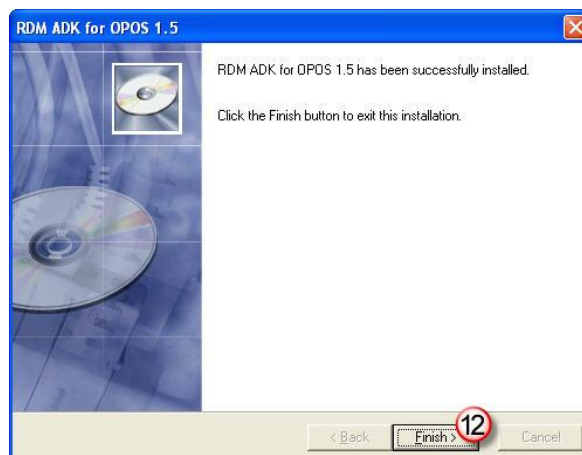 RDM ADK for OPOS 1.5
RDM ADK for OPOS 1.5 has been successfully installed.
Click the Finish button to exit this installation.
< Back
Finish >
12
Cancel